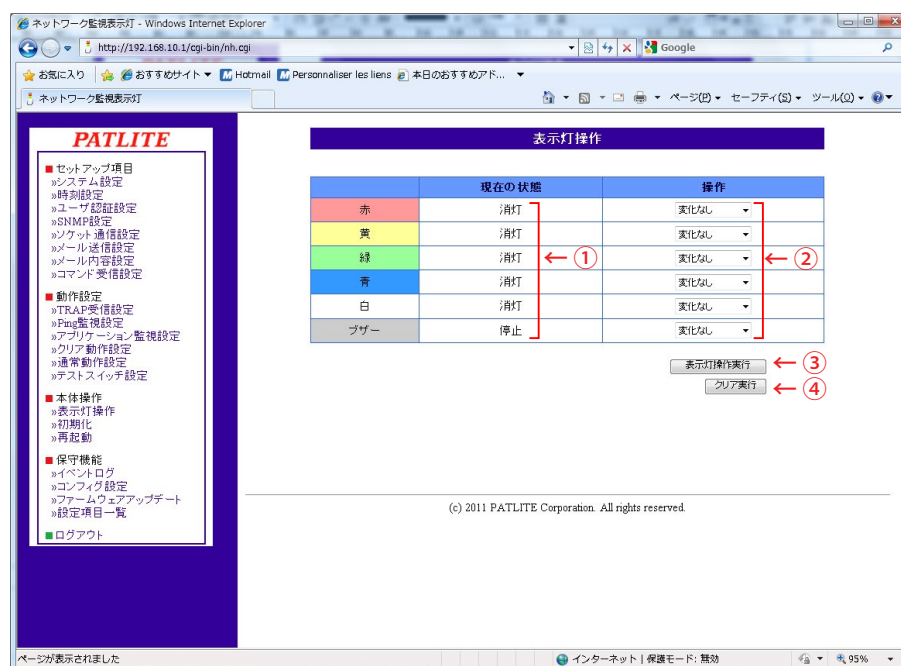 ネットワーク監視表示灯 - Windows Internet Explorer
http://192.168.10.1/cgi-bin/nh.cgi
Google
お気に入り
おすすめサイト ▼
Hotmail
Personnaliser les liens
本日のおすすめアド... ▼
ネットワーク監視表示灯
ページ(P)▼ セーフティ(S)▼ ツール(O)▼
PATLITE
■セットアップ項目
»システム設定
»時刻設定
»ユーザ認証設定
»SNMP設定
»ソケット通信設定
»メール送信設定
»メール内容設定
»コマンド受信設定
■動作設定
»TRAP受信設定
»Ping監視設定
»アプリケーション監視設定
»クリア動作設定
»通常動作設定
»テストスイッチ設定
■本体操作
»表示灯操作
»初期化
»再起動
■保守機能
»イベントログ
»コンフィグ設定
»ファームウェアアップデート
»設定項目一覧
■ログアウト
表示灯操作
現在の状態 操作
赤 消灯 変化なし
黄 消灯 変化なし
緑 消灯 変化なし
青 消灯 変化なし
白 消灯 変化なし
ブザー 停止 変化なし
← ① ← ②
表示灯操作実行 ← ③
クリア実行 ← ④
(c) 2011 PATLITE Corporation. All rights reserved.
ページが表示されました
インターネット | 保護モード: 無効
95%